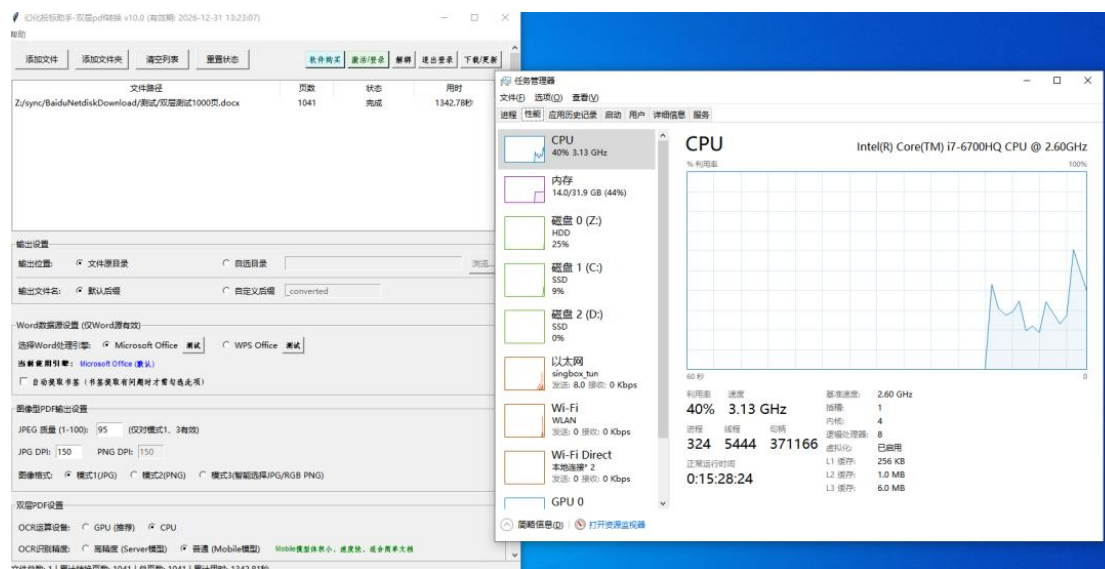 幻化投标助手-双层pdf转换 v10.0 (有效期: 2026-12-31 13:23:07)
帮助
添加文件 添加文件夹 清空列表 重置状态 软件购买 激活/登录 解绑 退出登录 下载/更新
文件路径 页数 状态 用时
Z:/sync/BaiduNetdiskDownload/测试/双层测试1000页.docx 1041 完成 1342.78秒
输出设置
输出位置: 文件原目录 自选目录 浏览...
输出文件名: 默认后缀 自定义后缀 _converted
Word数据源设置 (仅Word源有效)
选择Word处理引擎: Microsoft Office 测试 WPS Office 测试
当前使用引擎: Microsoft Office (默认)
自动提取书签 (书签提取有问题时才需勾选此项)
图像型PDF输出设置
JPEG 质量 (1-100): 95 (仅对模式1、3有效)
JPG DPI: 150 PNG DPI: 150
图像格式: 模式1(JPG) 模式2(PNG) 模式3(智能选择JPG/RGB PNG)
双层PDF设置
OCR运算设备: GPU (推荐) CPU
OCR识别精度: 高精度 (Server模型) 普通 (Mobile模型) Mobile模型体积小、速度快、适合简单文档
文件总数: 1 | 累计转换页数: 1041 | 总页数: 1041 | 累计用时: 1342.81秒
任务管理器
文件(F) 选项(O) 查看(V)
进程 性能 应用历史记录 启动 用户 详细信息 服务
CPU
40% 3.13 GHz
内存
14.0/31.9 GB (44%)
磁盘 0 (Z:)
HDD
25%
磁盘 1 (C:)
SSD
9%
磁盘 2 (D:)
SSD
0%
以太网
singbox_tun
发送: 8.0 接收: 0 Kbps
Wi-Fi
WLAN
发送: 0 接收: 0 Kbps
Wi-Fi Direct
本地连接* 2
发送: 0 接收: 0 Kbps
GPU 0
CPU Intel(R) Core(TM) i7-6700HQ CPU @ 2.60GHz
% 利用率 100%
60 秒 0
利用率 速度 基准速度: 2.60 GHz
40% 3.13 GHz 插槽: 1
内核: 4
进程 线程 句柄 逻辑处理器: 8
324 5444 371166 虚拟化: 已启用
正常运行时间 L1 缓存: 256 KB
0:15:28:24 L2 缓存: 1.0 MB
L3 缓存: 6.0 MB
简略信息(D) 打开资源监视器